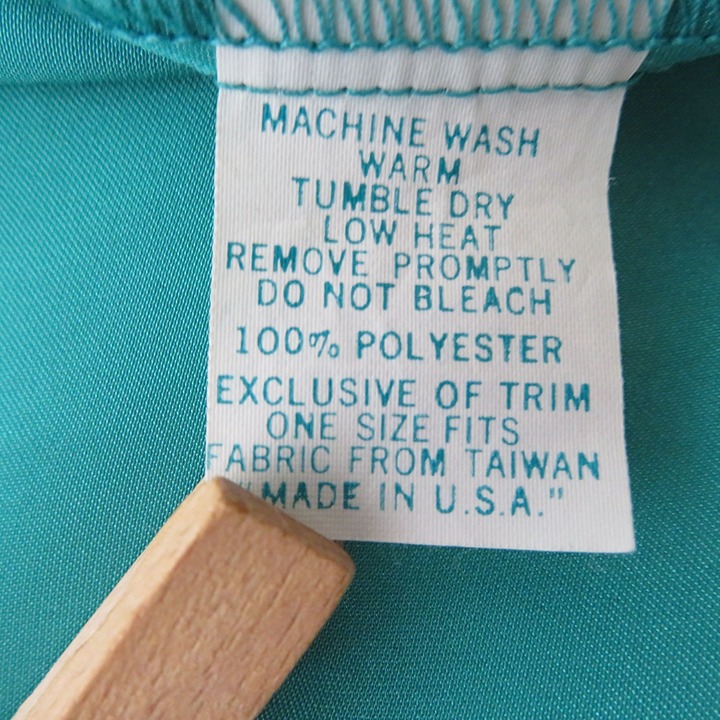 MACHINE WASH
WARM
TUMBLE DRY
LOW HEAT
REMOVE PROMPTLY
DO NOT BLEACH
100% POLYESTER
EXCLUSIVE OF TRIM
ONE SIZE FITS
FABRIC FROM TAIWAN
"MADE IN U.S.A."